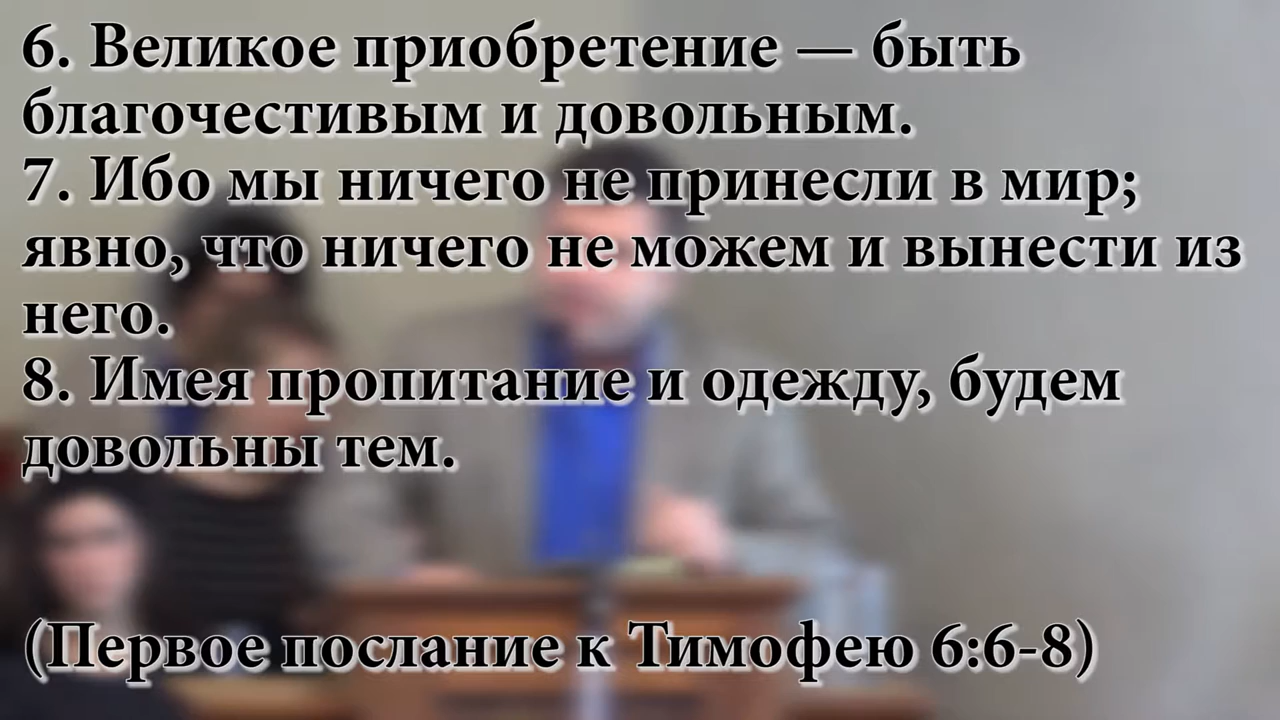 6. Великое приобретение — быть
благочестивым и довольным.
7. Ибо мы ничего не принесли в мир;
явно, что ничего не можем и вынести из
него.
8. Имея пропитание и одежду, будем
довольны тем.
(Первое послание к Тимофею 6:6-8)